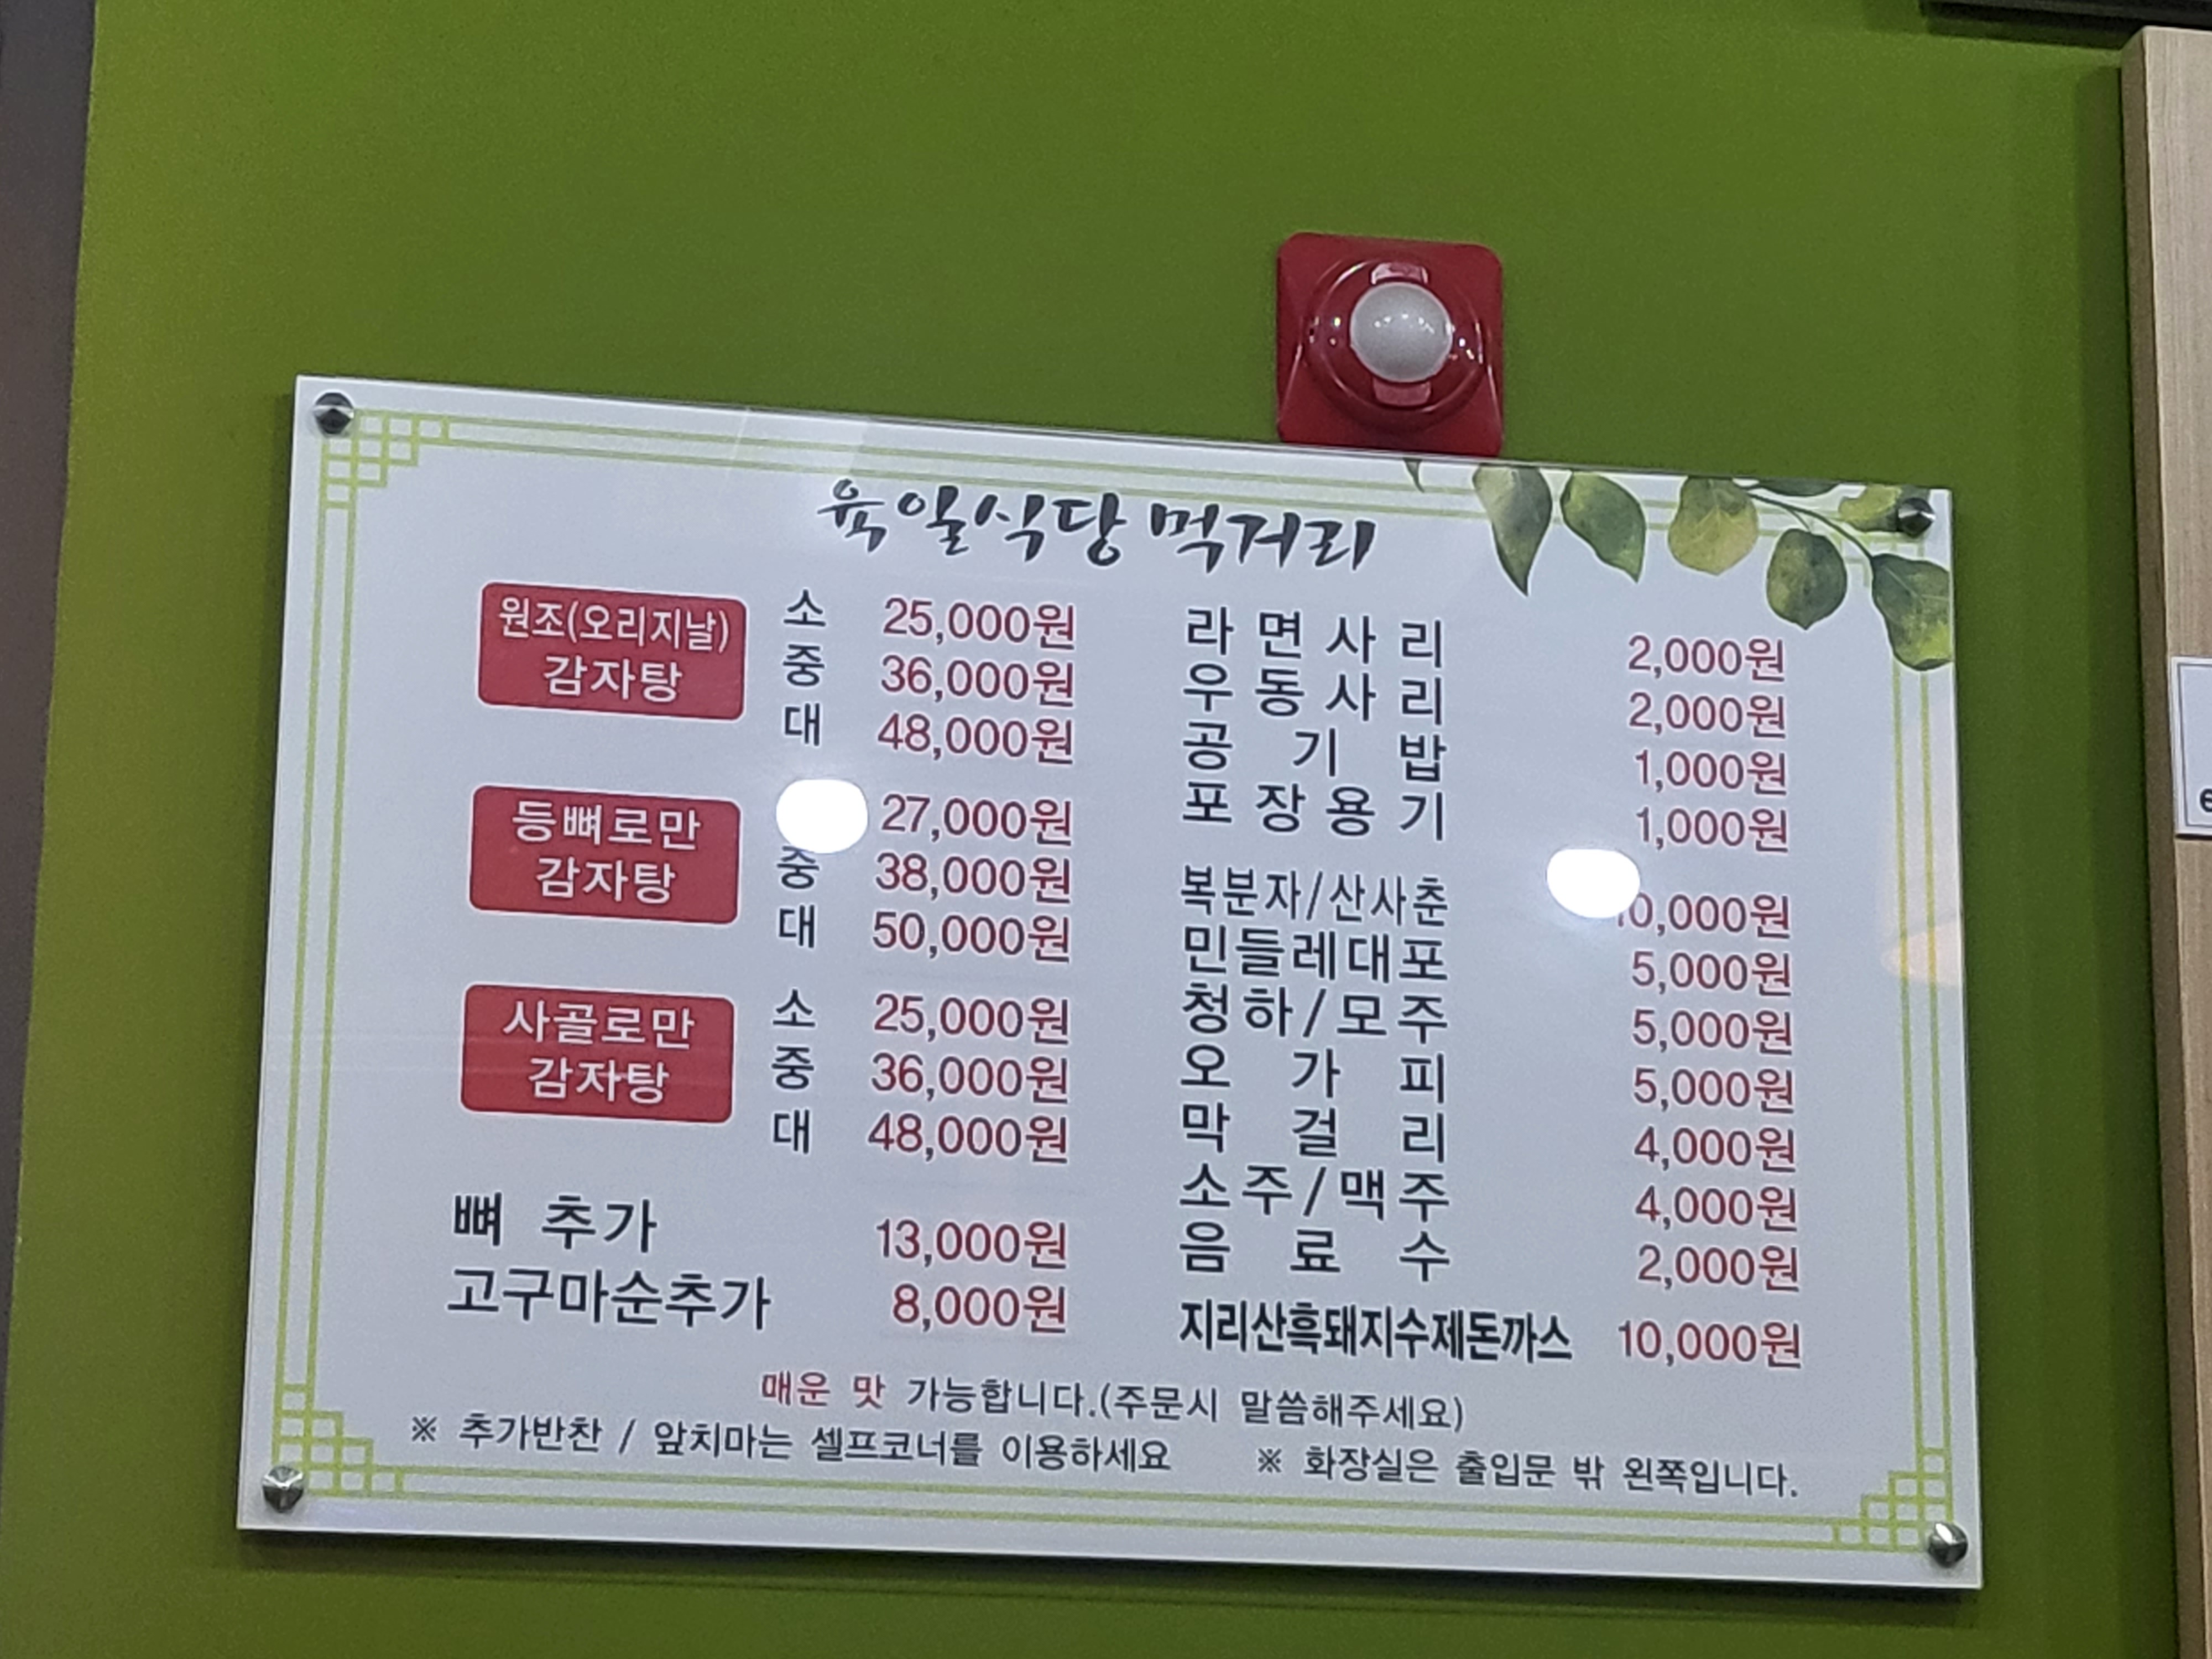 육일식당 먹거리
원조(오리지날)
감자탕
소 25,000원
중 36,000원
대 48,000원
등뼈로만
감자탕
27,000원
중 38,000원
대 50,000원
사골로만
감자탕
소 25,000원
중 36,000원
대 48,000원
뼈 추가 13,000원
고구마순추가 8,000원
라면사리 2,000원
우동사리 2,000원
공기밥 1,000원
포장용기 1,000원
복분자/산사춘 10,000원
민들레대포 5,000원
청하/모주 5,000원
오가피 5,000원
막걸리 4,000원
소주/맥주 4,000원
음료수 2,000원
지리산흑돼지수제돈까스 10,000원
매운 맛 가능합니다.(주문시 말씀해주세요)
※ 추가반찬 / 앞치마는 셀프코너를 이용하세요 ※ 화장실은 출입문 밖 왼쪽입니다.